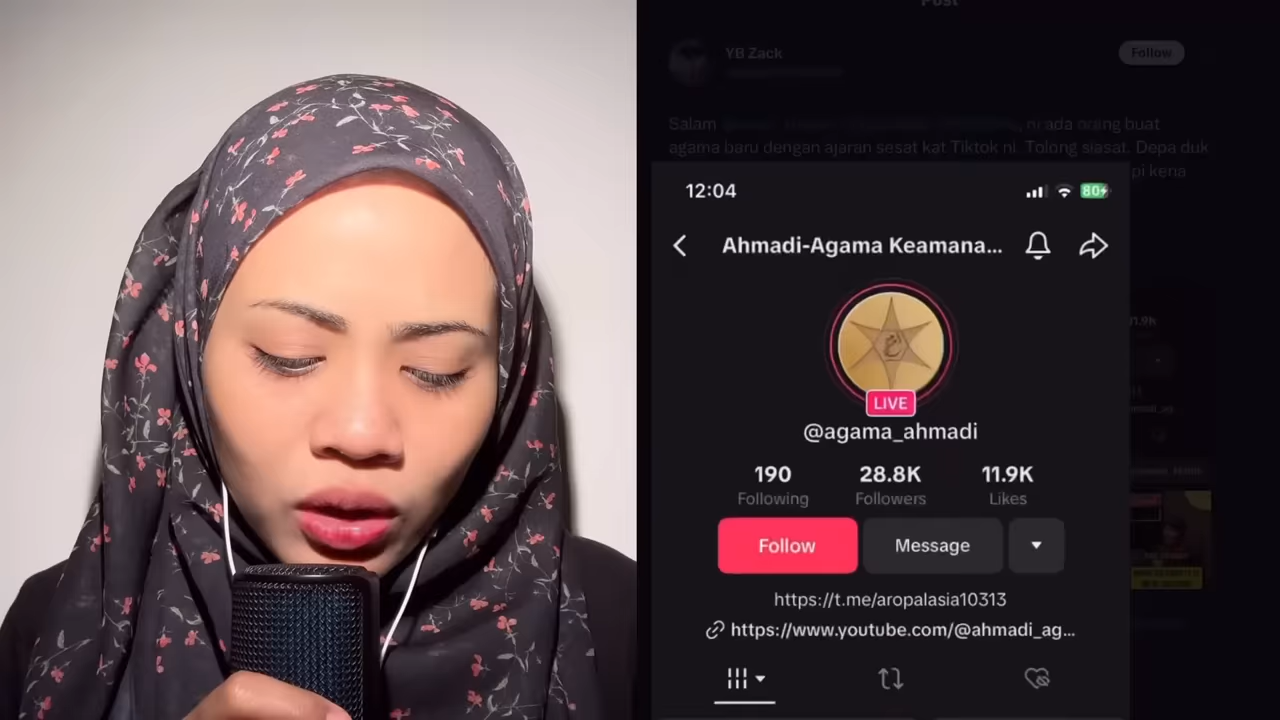 Post
YB Zack
Follow
Salam
, ni ada orang buat
agama baru dengan ajaran sesat kat Tiktok ni. Tolong siasat. Depa duk
pi kena
12:04
80
Ahmadi-Agama Keamana...
LIVE
@agama_ahmadi
190
28.8K
11.9K
Following
Followers
Likes
Follow
Message
https://t.me/aropalasia10313
https://www.youtube.com/@ahmadi_ag...